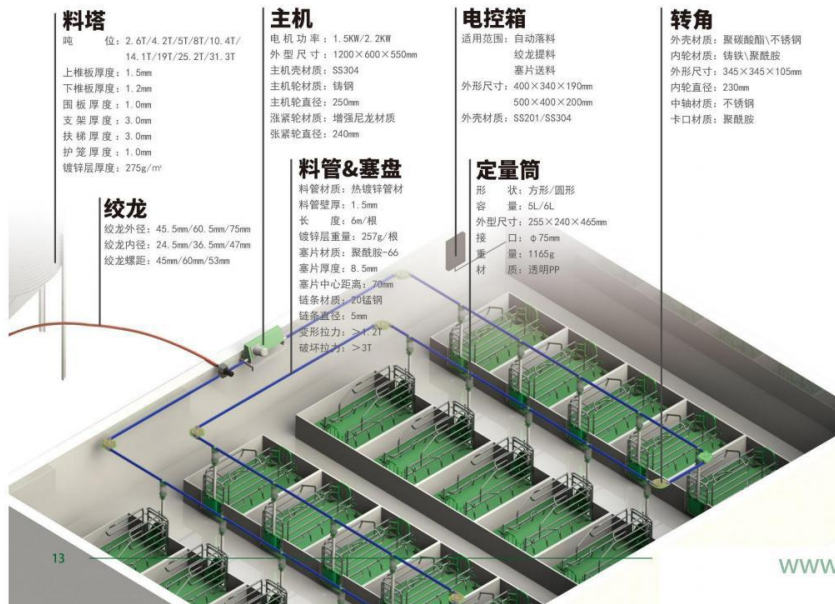 料塔
吨 位：2.6T/4.2T/5T/8T/10.4T/
14.1T/19T/25.2T/31.3T
上椎板厚度：1.5mm
下椎板厚度：1.2mm
围板厚度：1.0mm
支架厚度：3.0mm
扶梯厚度：3.0mm
护笼厚度：1.0mm
镀锌层厚度：275g/㎡
绞龙
绞龙外径：45.5mm/60.5mm/75mm
绞龙内径：24.5mm/36.5mm/47mm
绞龙螺距：45mm/60mm/53mm
主机
电机功率：1.5KW/2.2KW
外型尺寸：1200×600×550mm
主机壳材质：SS304
主机轮材质：铸钢
主机轮直径：250mm
涨紧轮材质：增强尼龙材质
张紧轮直径：240mm
料管&塞盘
料管材质：热镀锌管材
料管壁厚：1.5mm
长 度：6m/根
镀锌层重量：257g/根
塞片材质：聚酰胺-66
塞片厚度：8.5mm
塞片中心距离：70mm
链条材质：20锰钢
链条直径：5mm
变形拉力：＞1.2T
破坏拉力：＞3T
电控箱
适用范围：自动落料
绞龙提料
塞片送料
外形尺寸：400×340×190mm
500×400×200mm
外壳材质：SS201/SS304
定量筒
形 状：方形/圆形
容 量：5L/6L
外型尺寸：255×240×465mm
接 口：φ75mm
重 量：1165g
材 质：透明PP
转角
外壳材质：聚碳酸酯\不锈钢
内轮材质：铸铁\聚酰胺
外形尺寸：345×345×105mm
内轮直径：230mm
中轴材质：不锈钢
卡口材质：聚酰胺
13
www